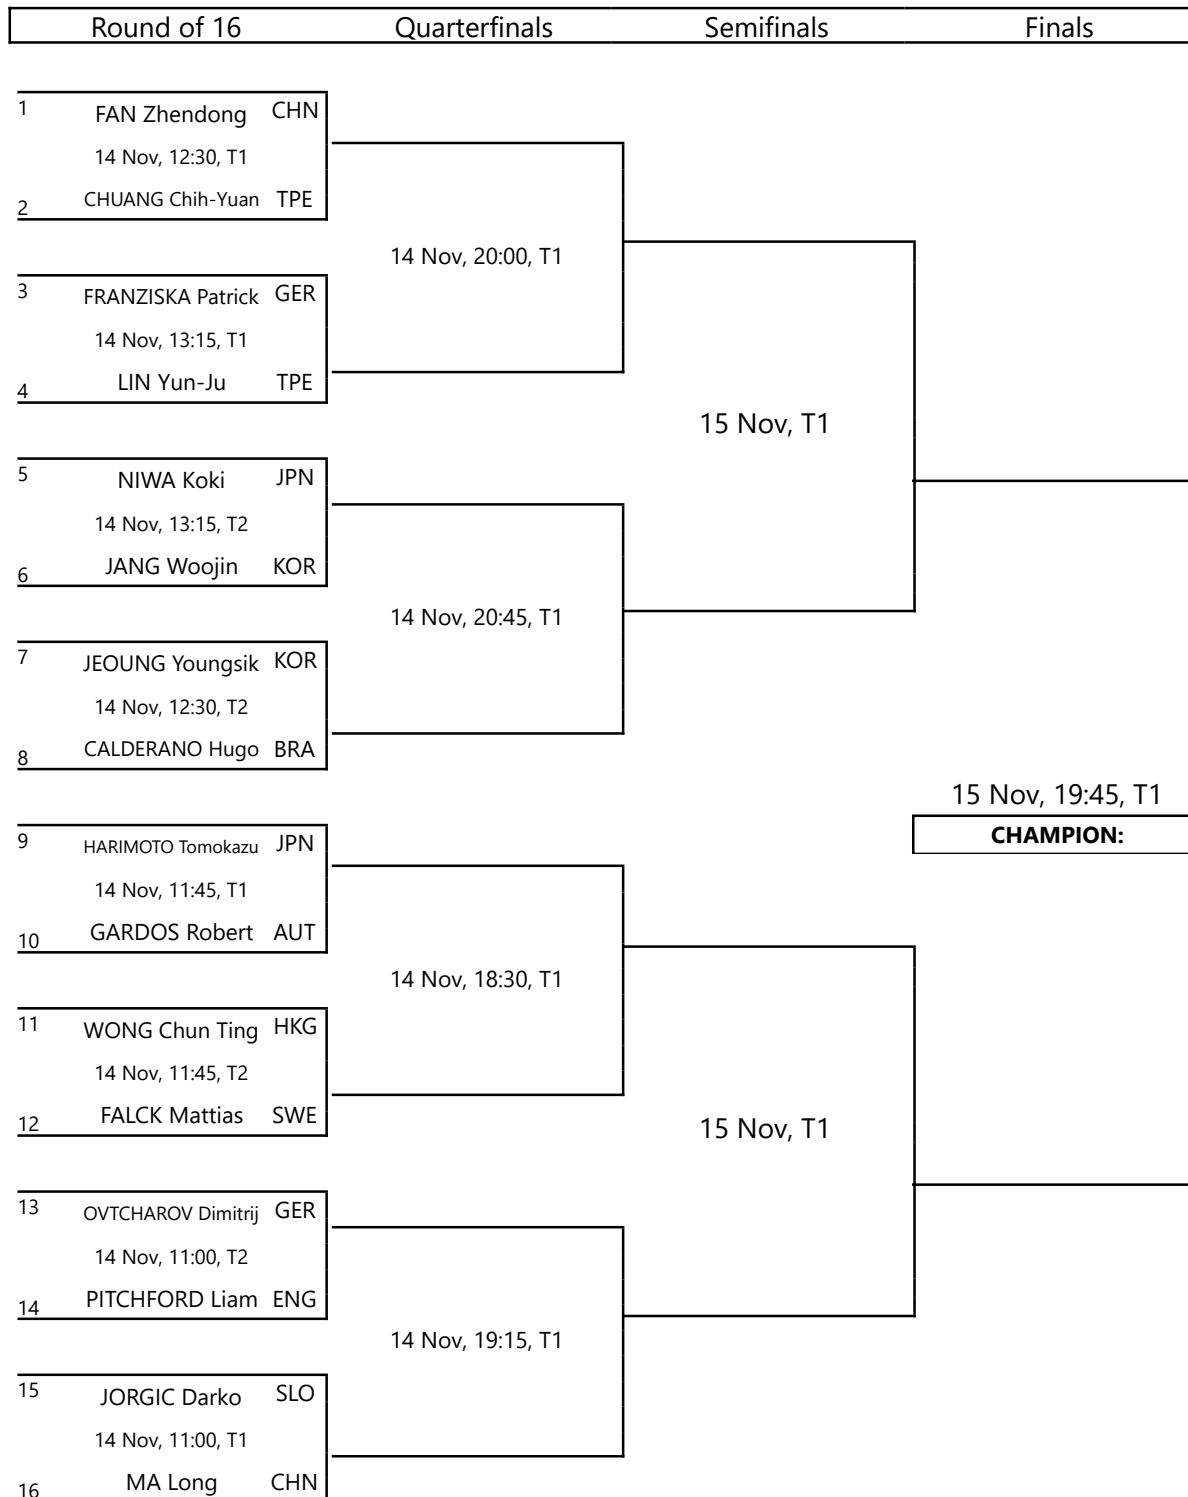 Round of 16 Quarterfinals Semifinals Finals
1 FAN Zhendong CHN
14 Nov, 12:30, T1
2 CHUANG Chih-Yuan TPE
14 Nov, 20:00, T1
3 FRANZISKA Patrick GER
14 Nov, 13:15, T1
4 LIN Yun-Ju TPE
15 Nov, T1
5 NIWA Koki JPN
14 Nov, 13:15, T2
6 JANG Woojin KOR
14 Nov, 20:45, T1
7 JEOUNG Youngsik KOR
14 Nov, 12:30, T2
8 CALDERANO Hugo BRA
15 Nov, 19:45, T1
CHAMPION:
9 HARIMOTO Tomokazu JPN
14 Nov, 11:45, T1
10 GARDOS Robert AUT
14 Nov, 18:30, T1
11 WONG Chun Ting HKG
14 Nov, 11:45, T2
12 FALCK Mattias SWE
15 Nov, T1
13 OVTCHAROV Dimitrij GER
14 Nov, 11:00, T2
14 PITCHFORD Liam ENG
14 Nov, 19:15, T1
15 JORGIC Darko SLO
14 Nov, 11:00, T1
16 MA Long CHN